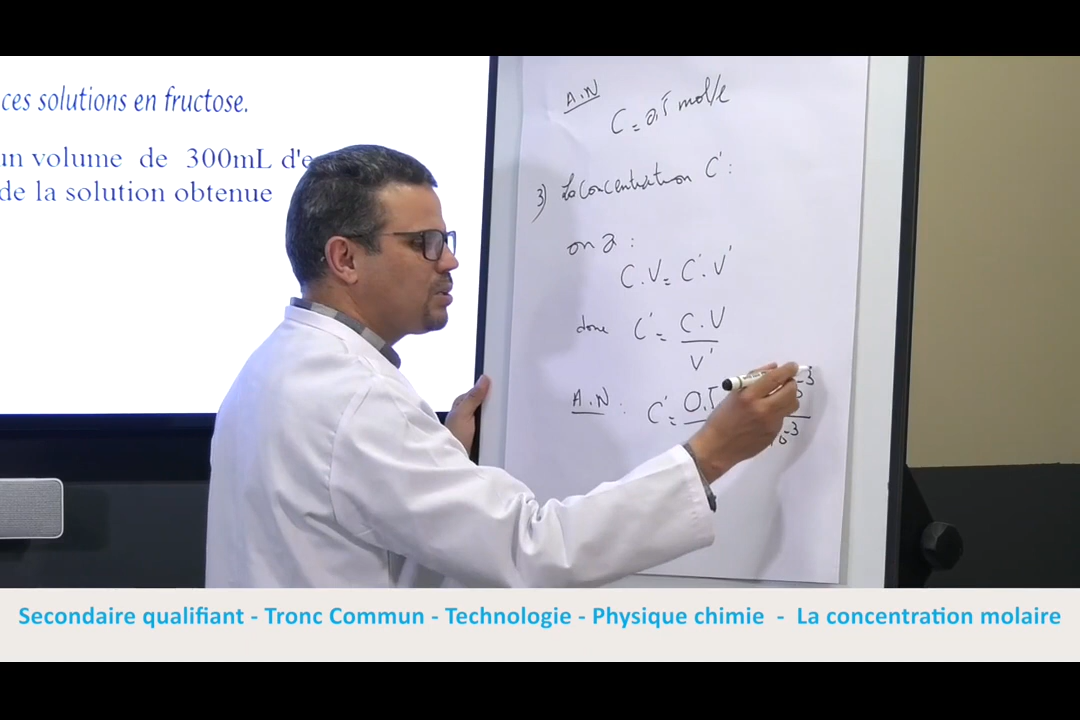 ces solutions en fructose.
un volume de 300mL d'e
de la solution obtenue
A.N
C = 0,5 mol/l
3) La concentration C' :
on a :
C.V = C'.V'
donc C' = C.V / V'
A.N : C' = 0,5
Secondaire qualifiant - Tronc Commun - Technologie - Physique chimie - La concentration molaire